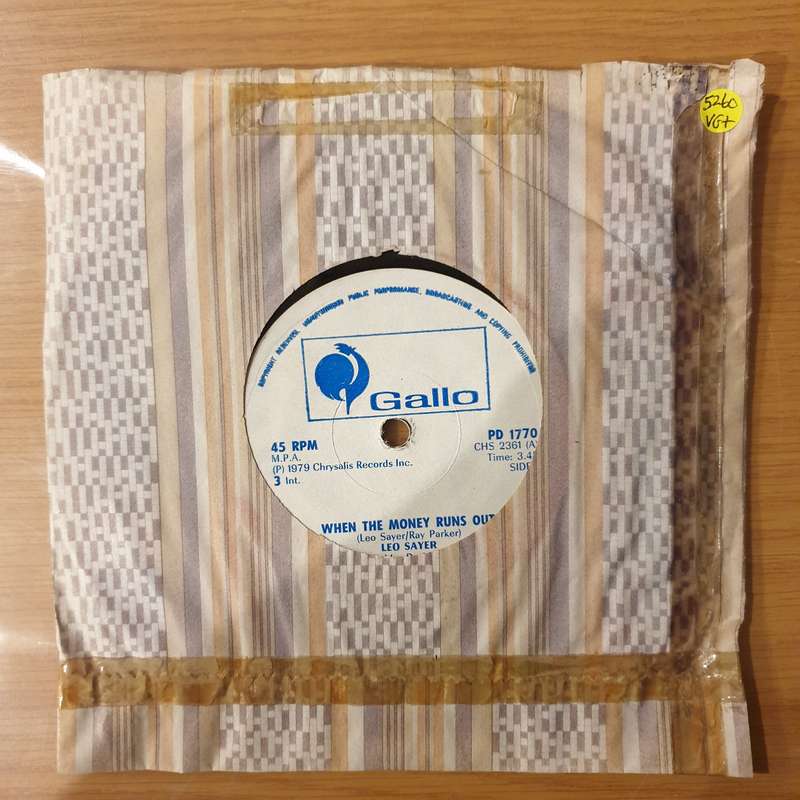 5260
VG+
COPYRIGHT RESERVED. UNAUTHORISED PUBLIC PERFORMANCE, BROADCASTING AND COPYING PROHIBITED
Gallo
45 RPM
M.P.A.
(P) 1979 Chrysalis Records Inc.
3 Int.
PD 1770
CHS 2361 (A)
Time: 3.4
SIDE
WHEN THE MONEY RUNS OUT
(Leo Sayer/Ray Parker)
LEO SAYER